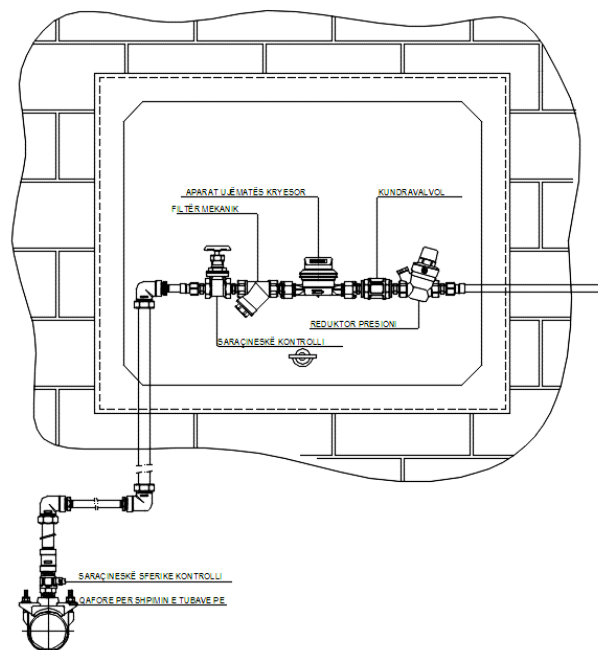 APARAT UJËMATËS KRYESOR
KUNDRAVALVOL
FILTËR MEKANIK
REDUKTOR PRESIONI
SARAÇINESKË KONTROLLI
SARAÇINESKË SFERIKE KONTROLLI
QAFORE PER SHPIMIN E TUBAVE PE